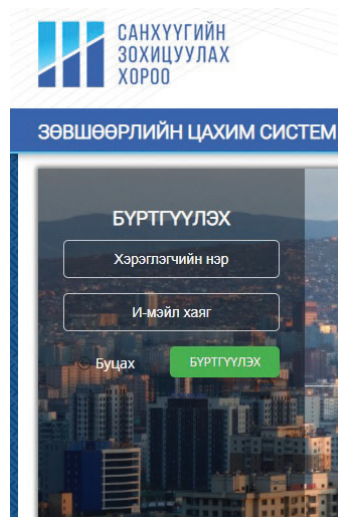 САНХҮҮГИЙН
ЗОХИЦУУЛАХ
ХОРОО
ЗӨВШӨӨРЛИЙН ЦАХИМ СИСТЕМ
БҮРТГҮҮЛЭХ
Хэрэглэгчийн нэр
И-мэйл хаяг
Буцах
БҮРТГҮҮЛЭХ